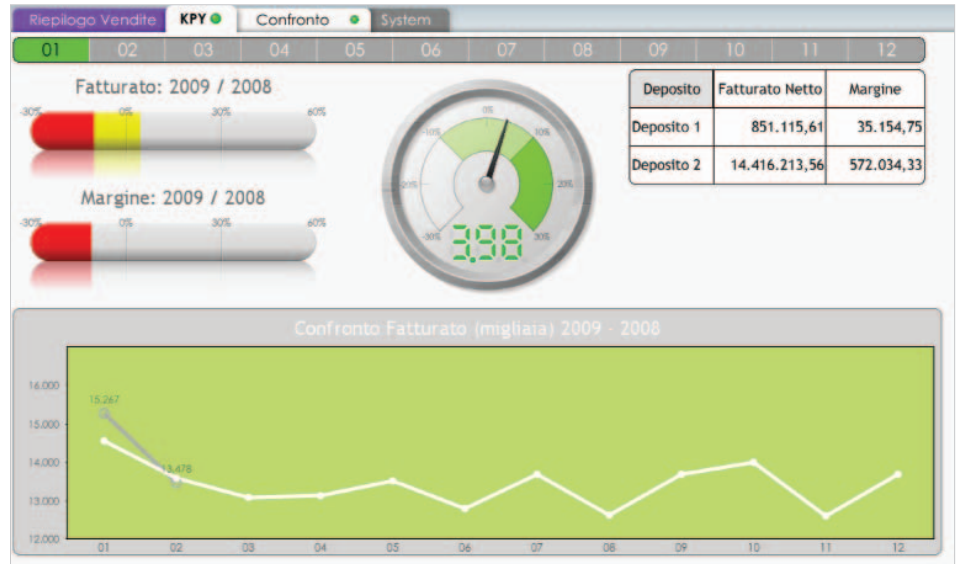 Riepilogo Vendite KPY Confronto System
01 02 03 04 05 06 07 08 09 10 11 12
Fatturato: 2009 / 2008
-30% 0% 30% 60%
Margine: 2009 / 2008
-30% 0% 30% 60%
0%
-10% 10%
-20% 20%
-30% 30%
3.98
Deposito Fatturato Netto Margine
Deposito 1 851.115,61 35.154,75
Deposito 2 14.416.213,56 572.034,33
Confronto Fatturato (migliaia) 2009 - 2008
16.000
15.267
15.000
14.000
13.478
13.000
12.000
01 02 03 04 05 06 07 08 09 10 11 12